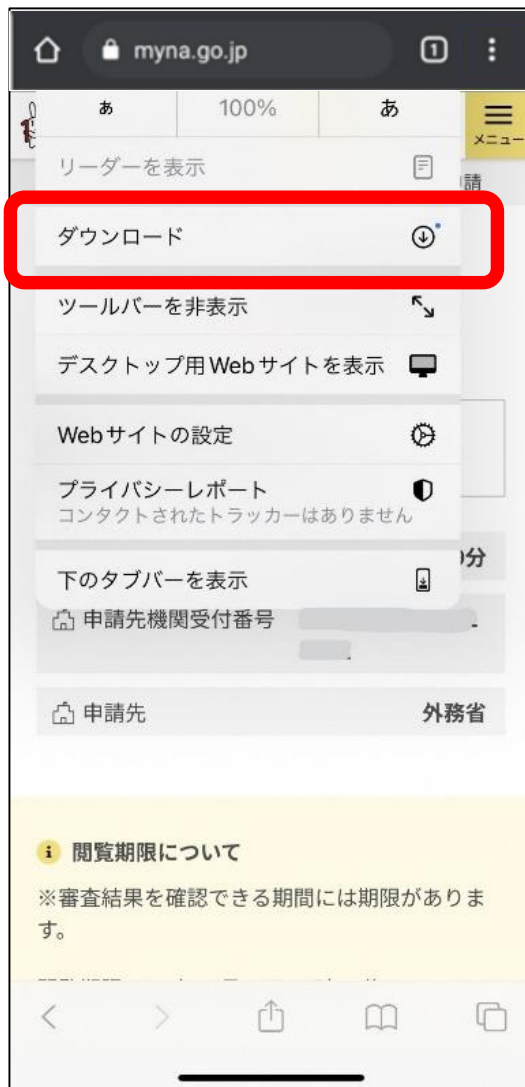 myna.go.jp
1
あ 100% あ
メニュー
リーダーを表示
請
ダウンロード
ツールバーを非表示
デスクトップ用Webサイトを表示
Webサイトの設定
プライバシーレポート
コンタクトされたトラッカーはありません
分
下のタブバーを表示
申請先機関受付番号
申請先 外務省
閲覧期限について
※審査結果を確認できる期間には期限がありま
す。